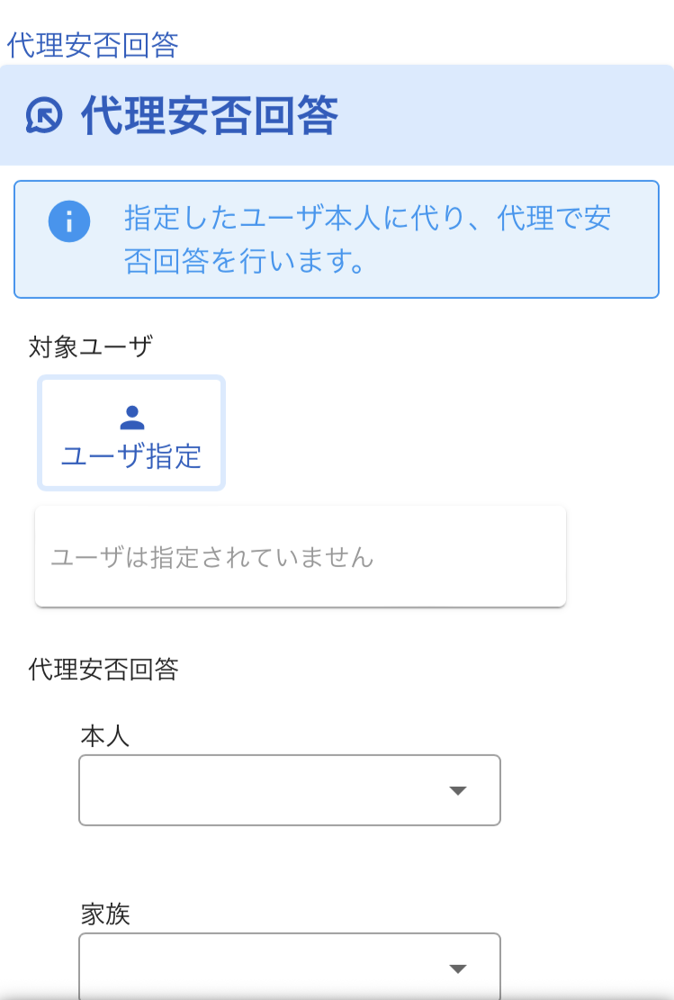 代理安否回答
代理安否回答
指定したユーザ本人に代り、代理で安
否回答を行います。
対象ユーザ
ユーザ指定
ユーザは指定されていません
代理安否回答
本人
家族